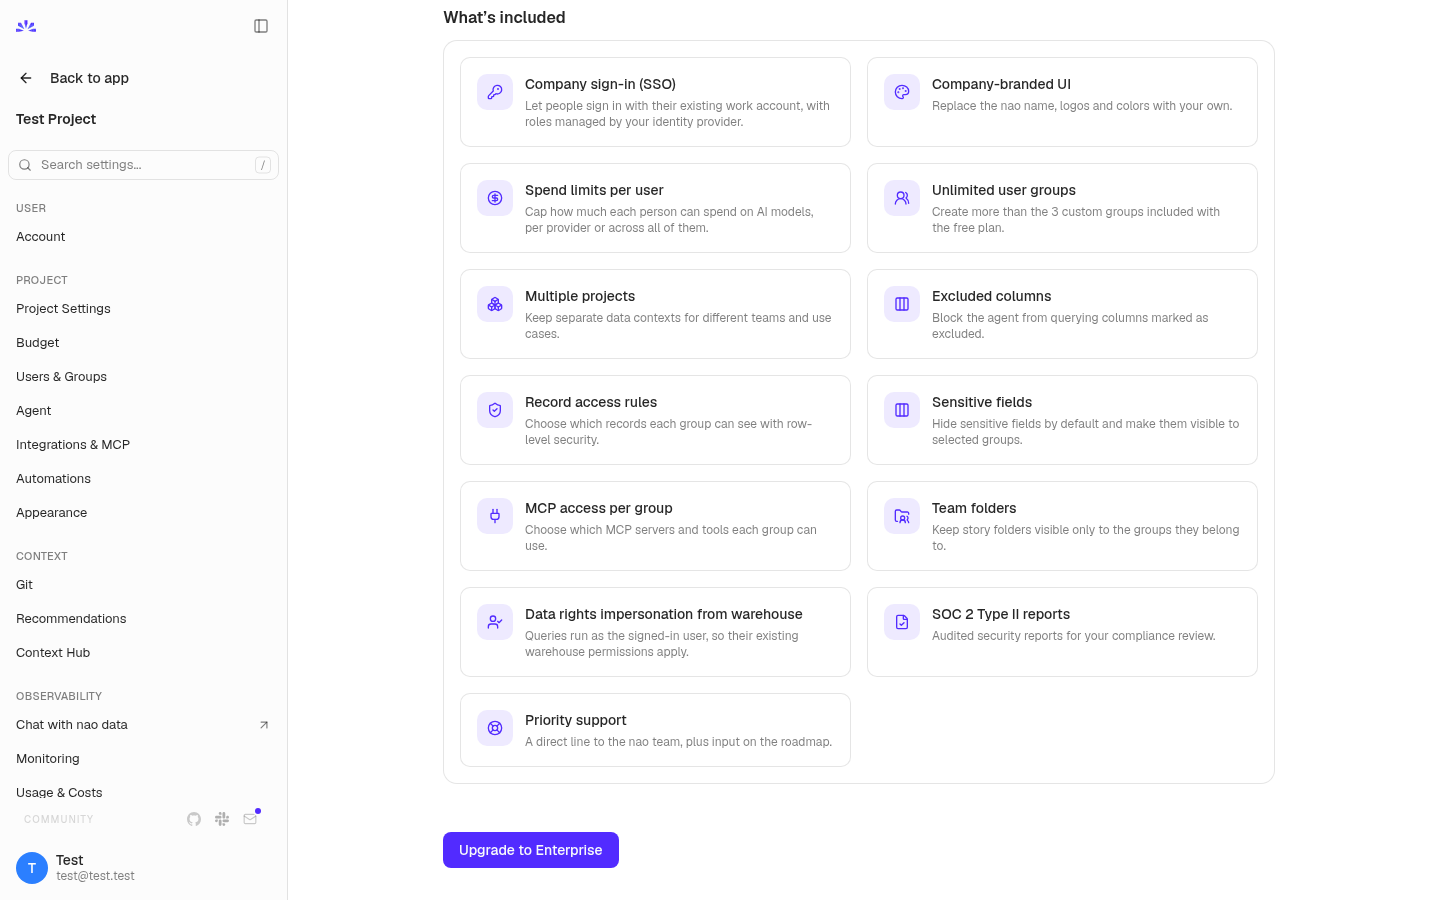 Back to app
Test Project
Search settings...
/
USER
Account
PROJECT
Project Settings
Budget
Users & Groups
Agent
Integrations & MCP
Automations
Appearance
CONTEXT
Git
Recommendations
Context Hub
OBSERVABILITY
Chat with nao data
Monitoring
Usage & Costs
COMMUNITY
T
Test
test@test.test
What's included
Company sign-in (SSO)
Let people sign in with their existing work account, with
roles managed by your identity provider.
Company-branded UI
Replace the nao name, logos and colors with your own.
Spend limits per user
Cap how much each person can spend on AI models,
per provider or across all of them.
Unlimited user groups
Create more than the 3 custom groups included with
the free plan.
Multiple projects
Keep separate data contexts for different teams and use
cases.
Excluded columns
Block the agent from querying columns marked as
excluded.
Record access rules
Choose which records each group can see with row-
level security.
Sensitive fields
Hide sensitive fields by default and make them visible to
selected groups.
MCP access per group
Choose which MCP servers and tools each group can
use.
Team folders
Keep story folders visible only to the groups they belong
to.
Data rights impersonation from warehouse
Queries run as the signed-in user, so their existing
warehouse permissions apply.
SOC 2 Type II reports
Audited security reports for your compliance review.
Priority support
A direct line to the nao team, plus input on the roadmap.
Upgrade to Enterprise